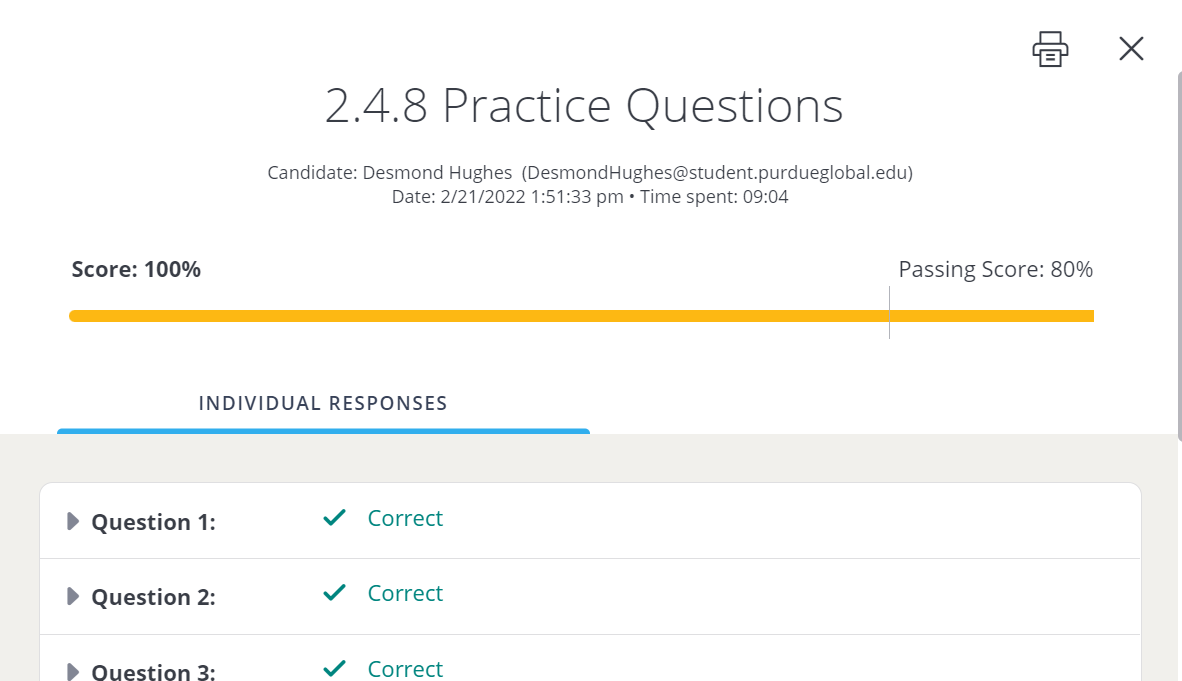 2.4.8 Practice Questions
Candidate: Desmond Hughes (DesmondHughes@student.purdueglobal.edu)
Date: 2/21/2022 1:51:33 pm • Time spent: 09:04
Score: 100%
Passing Score: 80%
INDIVIDUAL RESPONSES
Question 1: Correct
Question 2: Correct
Question 3: Correct